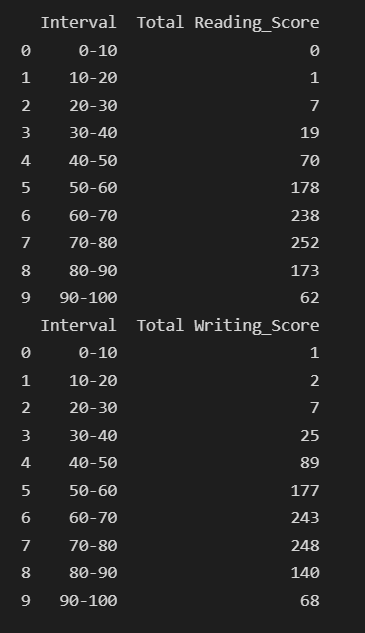 Interval Total Reading_Score
0 0-10 0
1 10-20 1
2 20-30 7
3 30-40 19
4 40-50 70
5 50-60 178
6 60-70 238
7 70-80 252
8 80-90 173
9 90-100 62
Interval Total Writing_Score
0 0-10 1
1 10-20 2
2 20-30 7
3 30-40 25
4 40-50 89
5 50-60 177
6 60-70 243
7 70-80 248
8 80-90 140
9 90-100 68